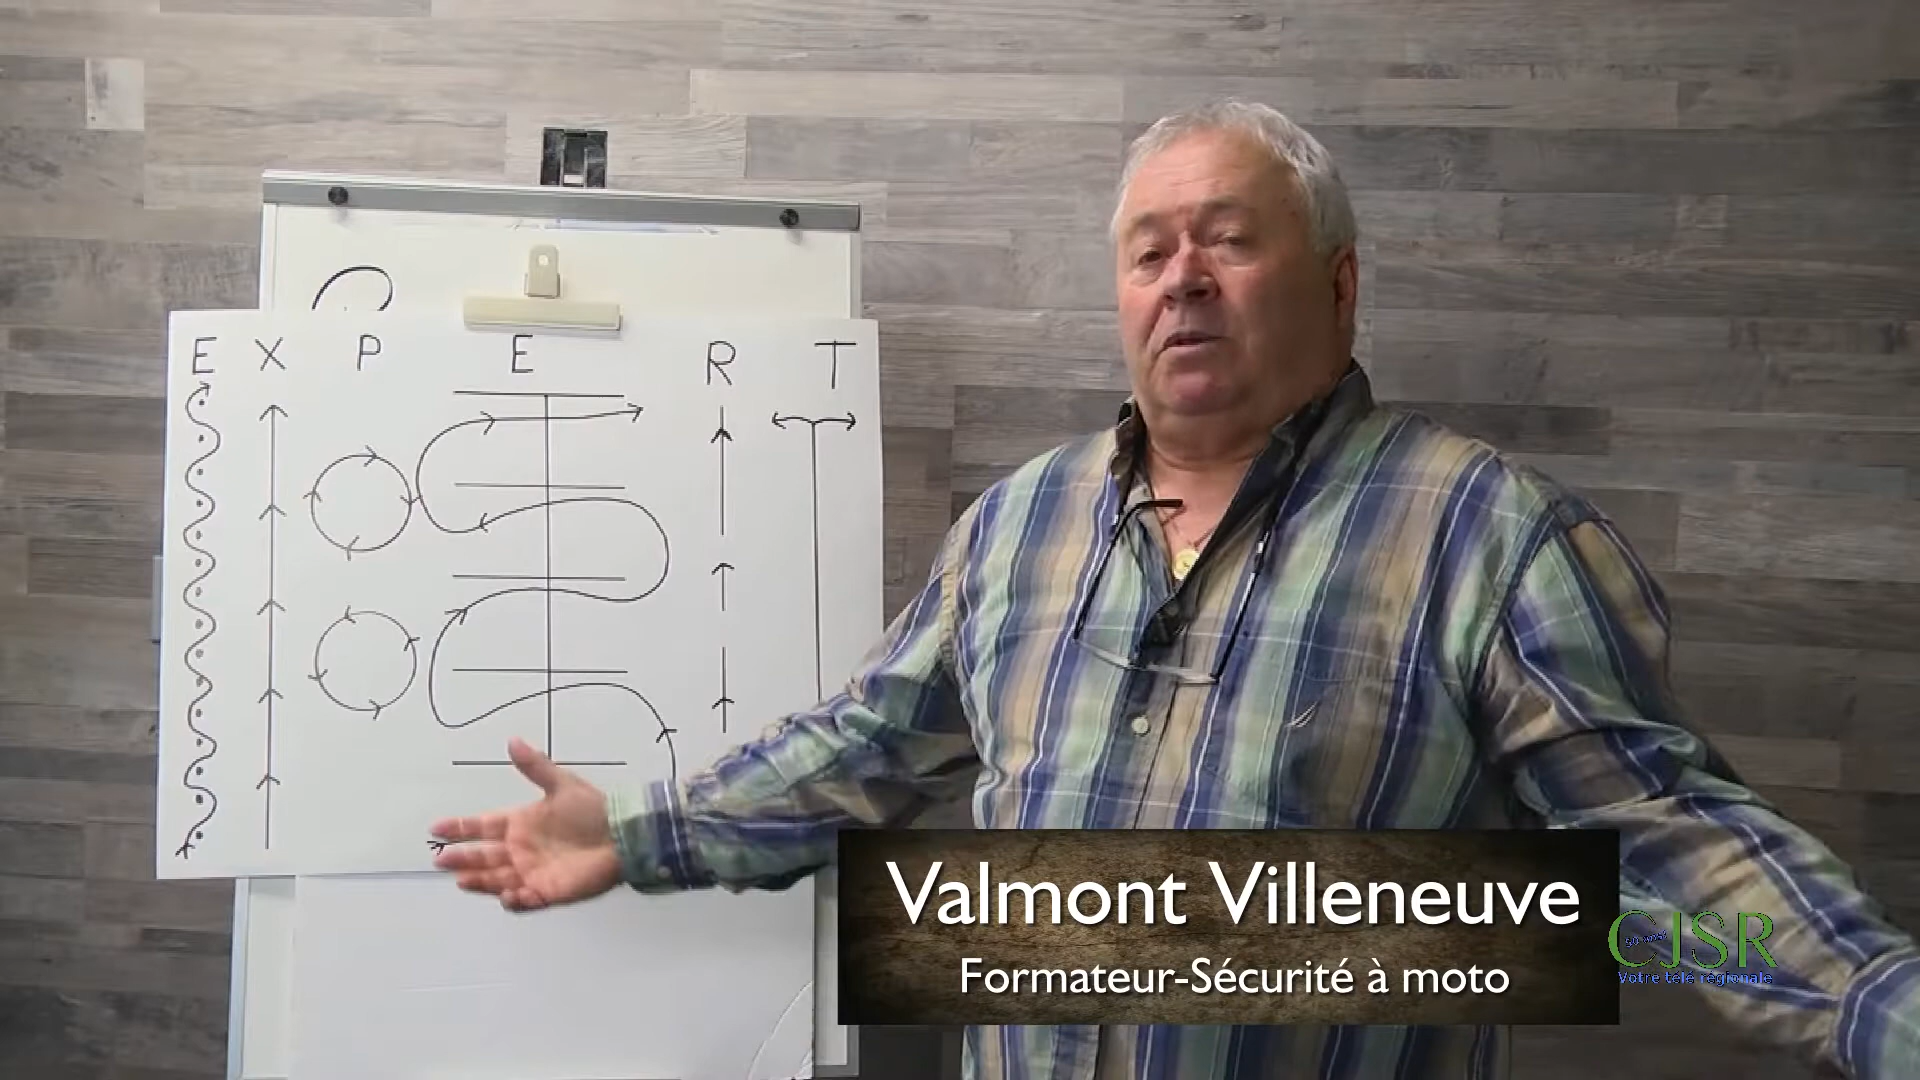 E X P E R T
Valmont Villeneuve
Formateur-Sécurité à moto
CJSR
Votre télé régionale